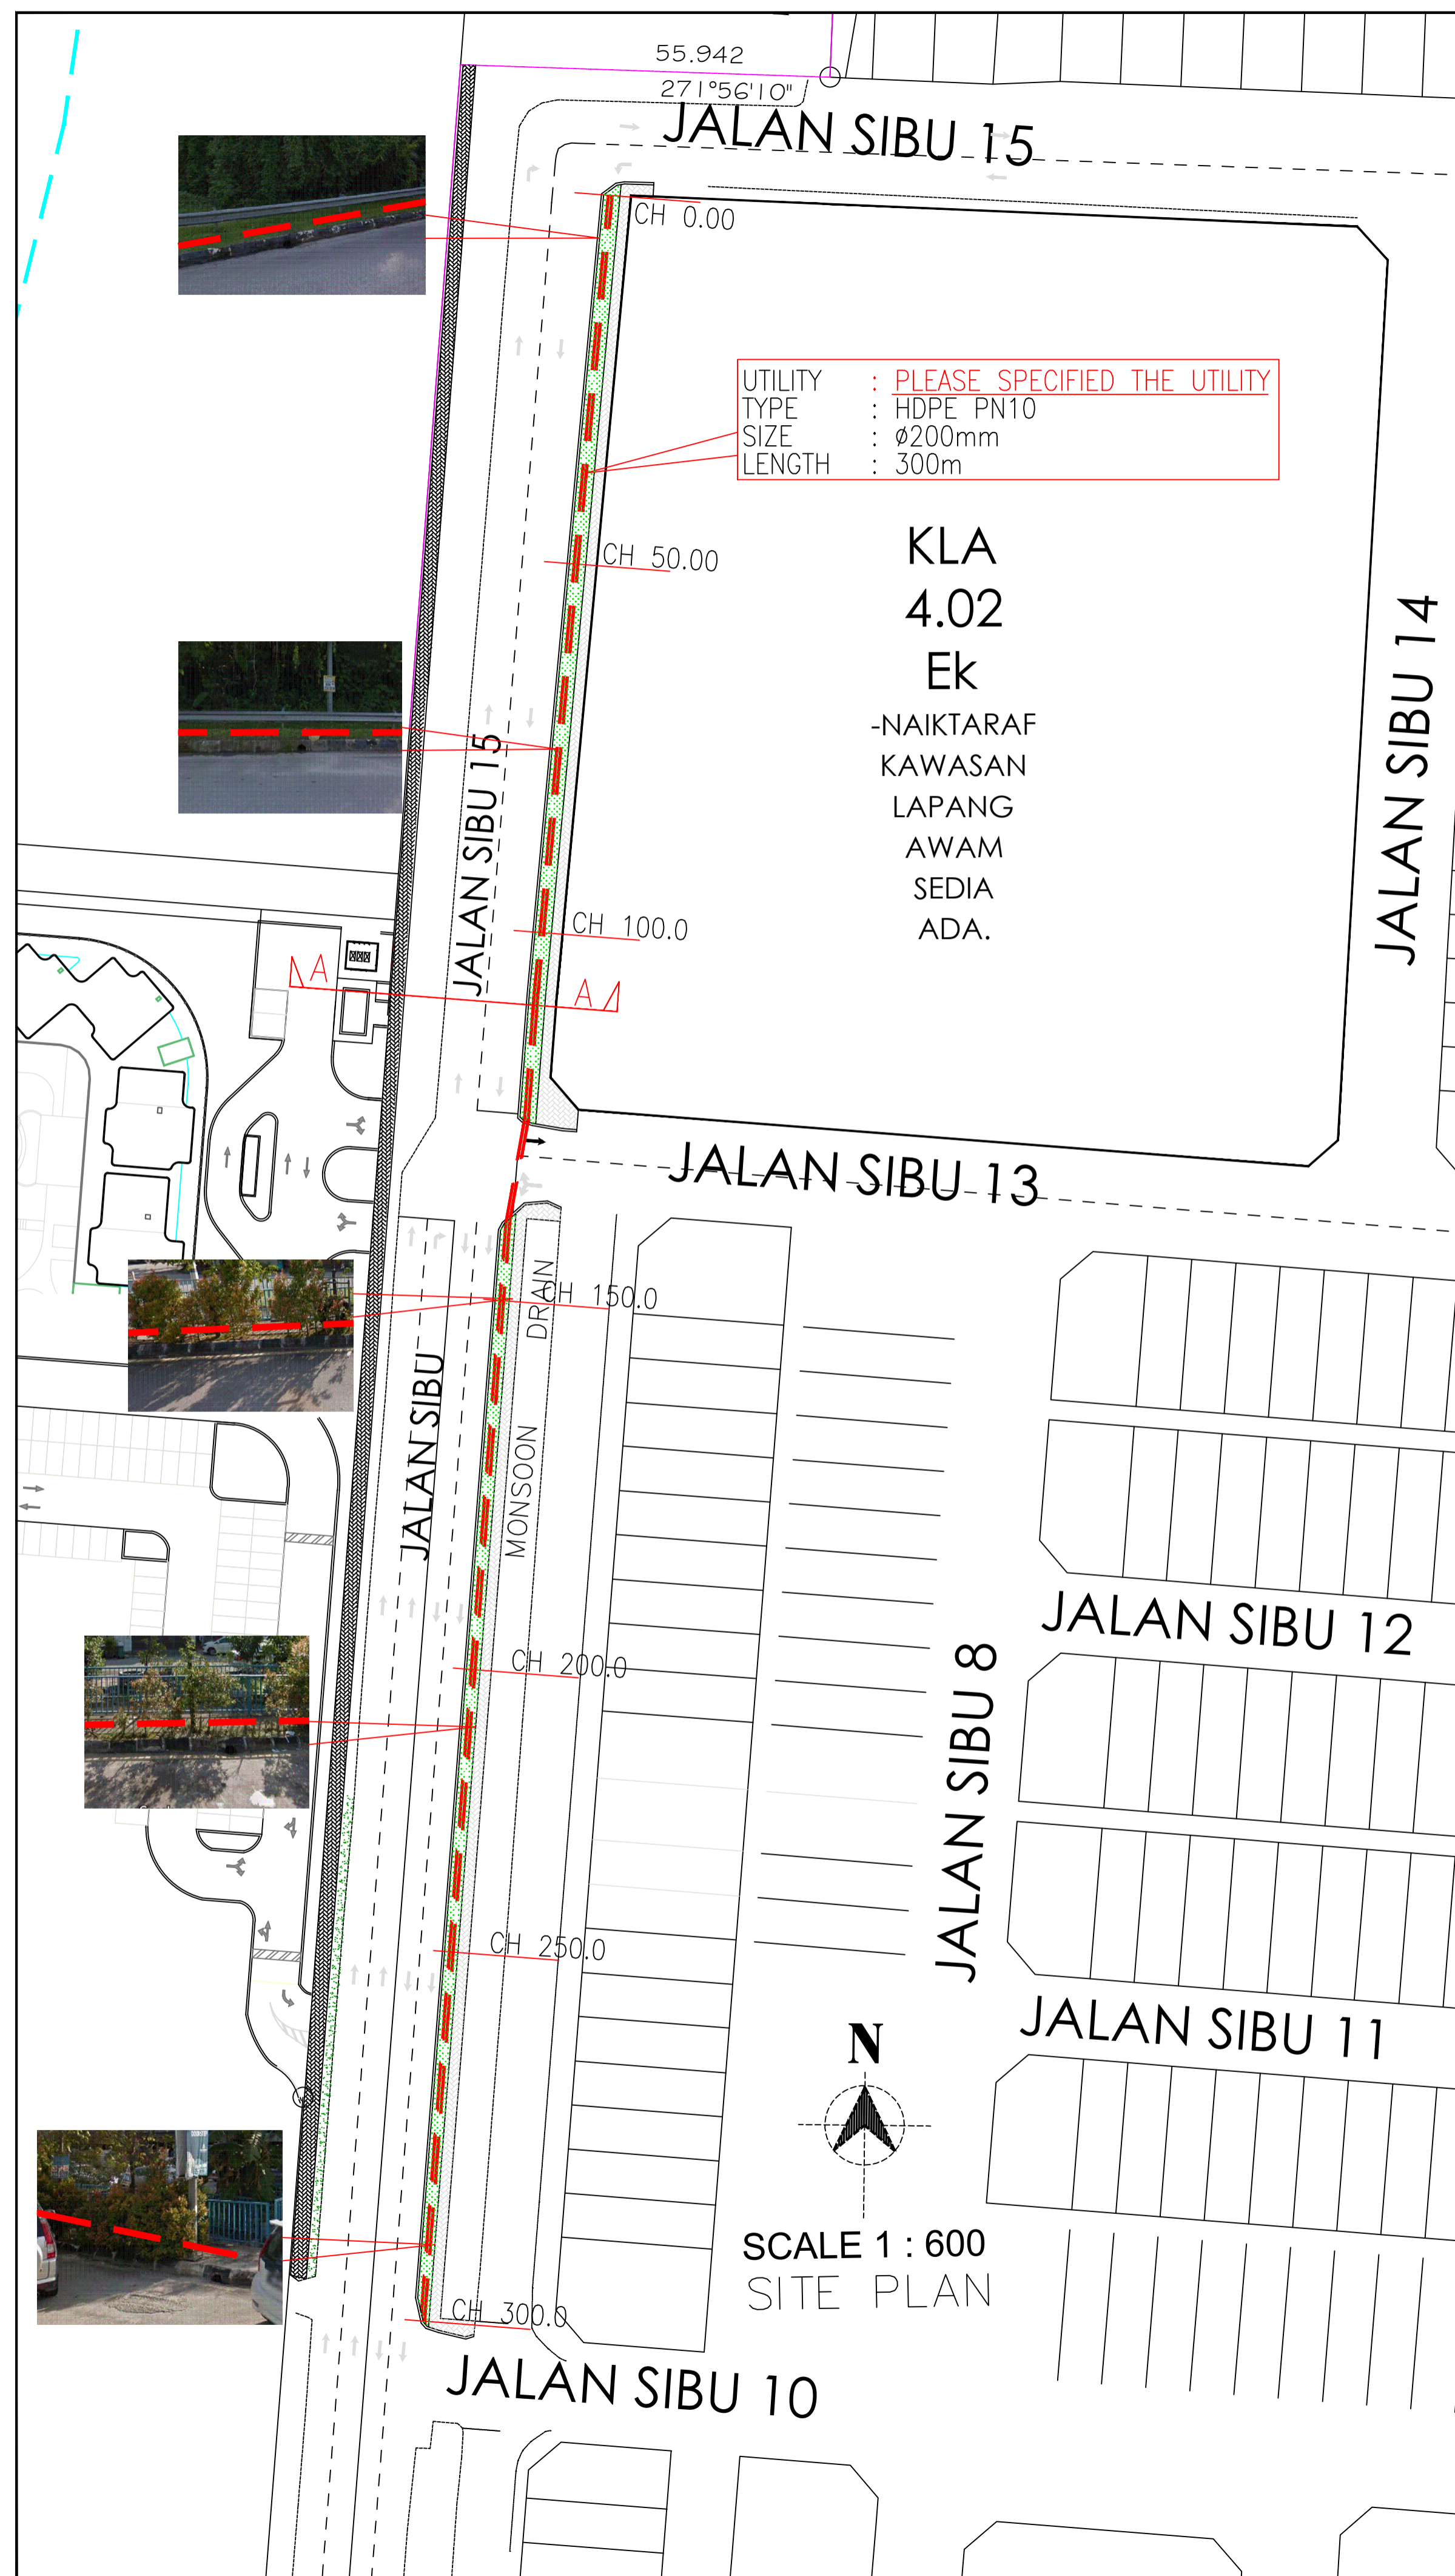 55.942
271°56'10"
JALAN SIBU 15
CH 0.00
UTILITY : PLEASE SPECIFIED THE UTILITY
TYPE : HDPE PN10
SIZE : ø200mm
LENGTH : 300m
CH 50.00
KLA
4.02
Ek
-NAIKTARAF
KAWASAN
LAPANG
AWAM
SEDIA
ADA.
JALAN SIBU 14
JALAN SIBU 15
CH 100.0
A
A
JALAN SIBU 13
CH 150.0
MONSOON DRAIN
JALAN SIBU
JALAN SIBU 12
CH 200.0
JALAN SIBU 8
CH 250.0
JALAN SIBU 11
N
SCALE 1 : 600
SITE PLAN
CH 300.0
JALAN SIBU 10